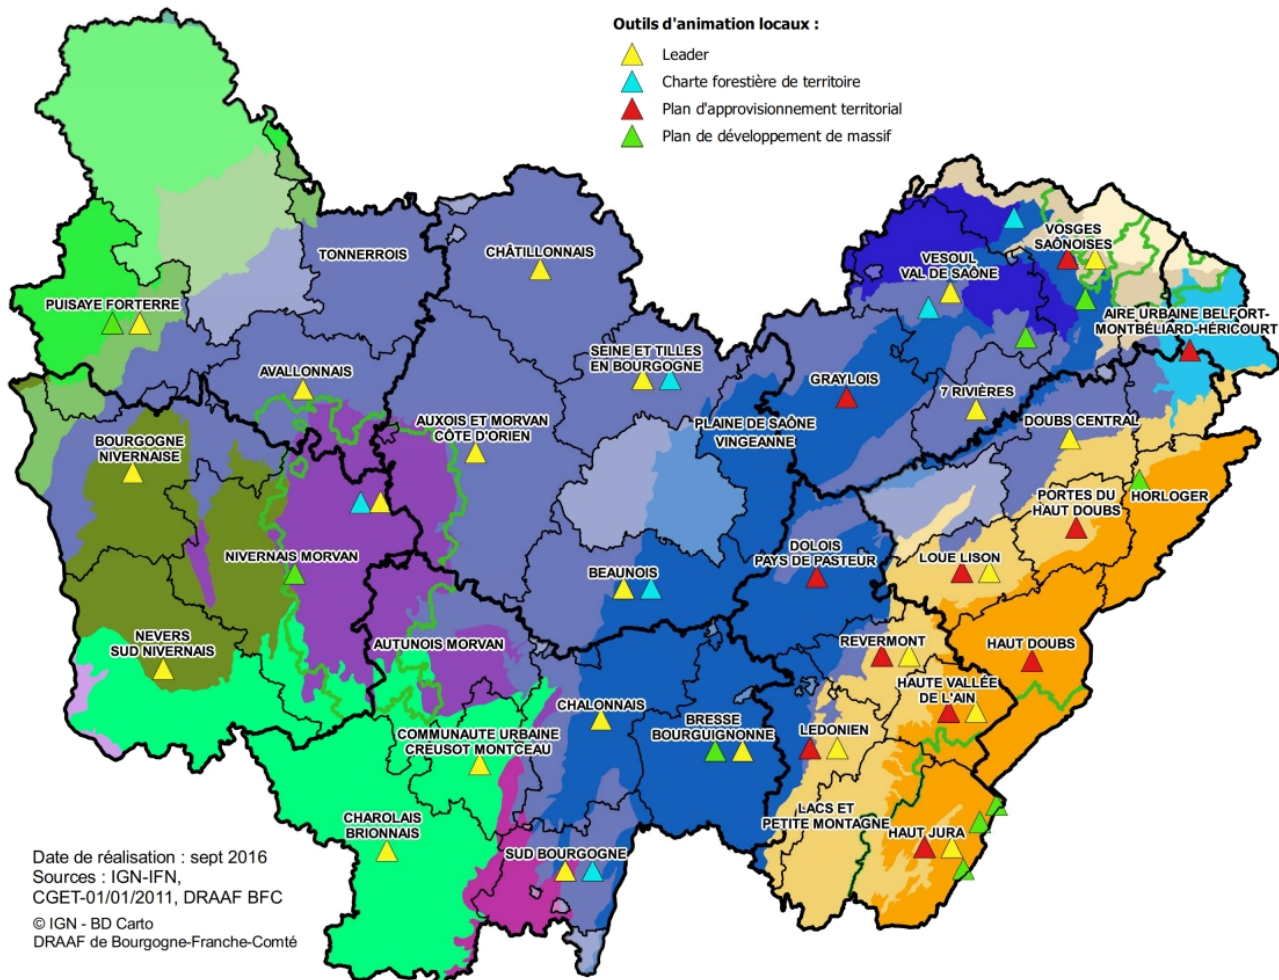 Outils d'animation locaux :
Leader
Charte forestière de territoire
Plan d'approvisionnement territorial
Plan de développement de massif
TONNERROIS
CHÂTILLONNAIS
VOSGES
SAÔNOISES
VESOUL
VAL DE SAÔNE
PUISAYE FORTERRE
AIRE URBAINE BELFORT-
MONTBÉLIARD-HÉRICOURT
SEINE ET TILLES
EN BOURGOGNE
AVALLONNAIS
GRAYLOIS
7 RIVIÈRES
AUXOIS ET MORVAN
CÔTE D'ORIEN
PLAINE DE SAÔNE
VINGEANNE
DOUBS CENTRAL
BOURGOGNE
NIVERNAISE
PORTES DU
HAUT DOUBS
HORLOGER
NIVERNAIS MORVAN
BEAUNOIS
DOLOIS
PAYS DE PASTEUR
LOUE LISON
NEVERS
SUD NIVERNAIS
AUTUNOIS MORVAN
REVERMONT
HAUT DOUBS
HAUTE VALLÉE
DE L'AIN
CHALONNAIS
BRESSE
BOURGUIGNONNE
LEDONIEN
COMMUNAUTE URBAINE
CREUSOT MONTCEAU
CHAROLAIS
BRIONNAIS
LACS ET
PETITE MONTAGNE
HAUT JURA
SUD BOURGOGNE
Date de réalisation : sept 2016
Sources : IGN-IFN,
CGET-01/01/2011, DRAAF BFC
© IGN - BD Carto
DRAAF de Bourgogne-Franche-Comté